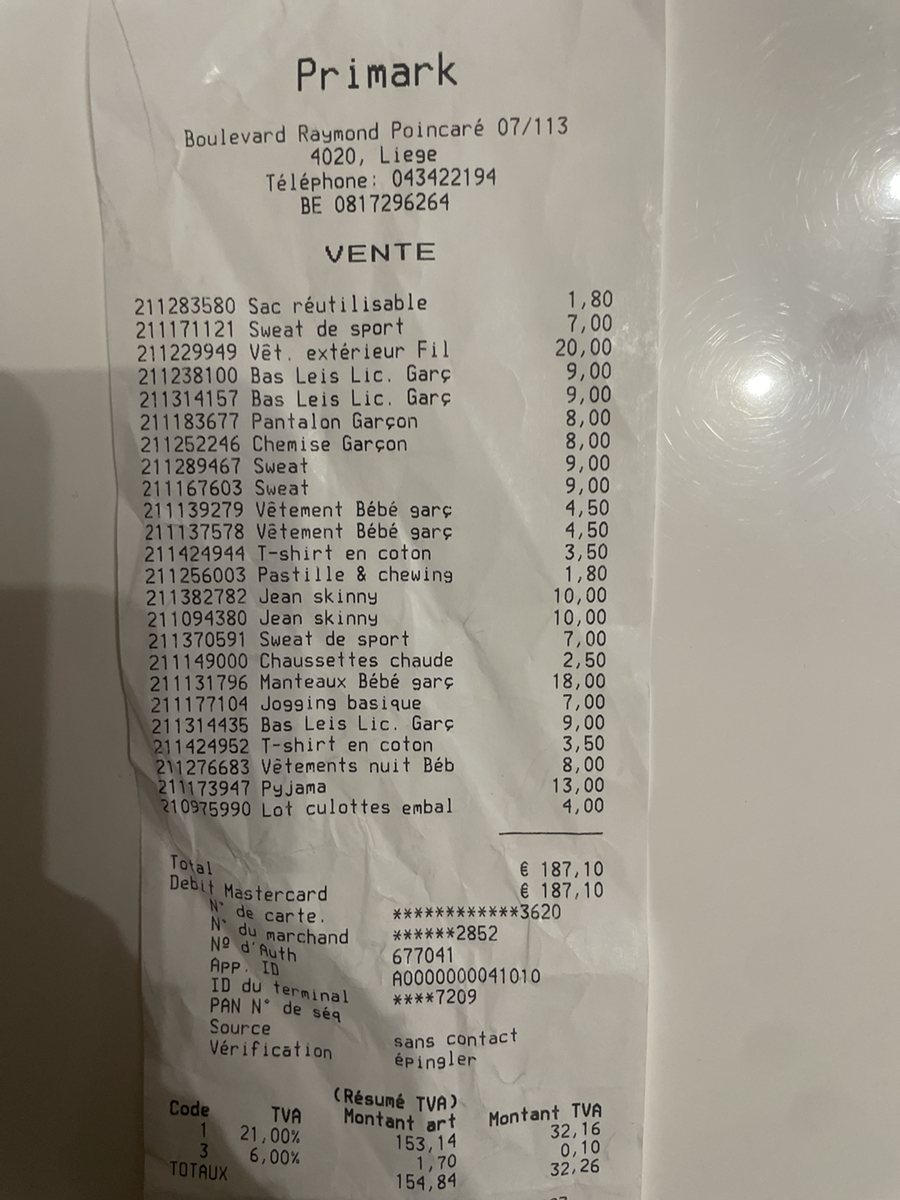 Primark
Boulevard Raymond Poincaré 07/113
4020, Liege
Téléphone: 043422194
BE 0817296264
VENTE
211283580 Sac réutilisable 1,80
211171121 Sweat de sport 7,00
211229949 Vêt. extérieur Fil 20,00
211238100 Bas Leis Lic. Garç 9,00
211314157 Bas Leis Lic. Garç 9,00
211183677 Pantalon Garçon 8,00
211252246 Chemise Garçon 8,00
211289467 Sweat 9,00
211167603 Sweat 9,00
211139279 Vêtement Bébé garç 4,50
211137578 Vêtement Bébé garç 4,50
211424944 T-shirt en coton 3,50
211256003 Pastille & chewing 1,80
211382782 Jean skinny 10,00
211094380 Jean skinny 10,00
211370591 Sweat de sport 7,00
211149000 Chaussettes chaude 2,50
211131796 Manteaux Bébé garç 18,00
211177104 Jogging basique 7,00
211314435 Bas Leis Lic. Garç 9,00
211424952 T-shirt en coton 3,50
211276683 Vêtements nuit Béb 8,00
211173947 Pyjama 13,00
210975990 Lot culottes embal 4,00
Total € 187,10
Debit Mastercard € 187,10
N° de carte. ************3620
N° du marchand ******2852
Nº d'Auth 677041
App. ID A0000000041010
ID du terminal ****7209
PAN N° de séq
Source sans contact
Vérification épingler
(Résumé TVA)
Code TVA Montant art Montant TVA
1 21,00% 153,14 32,16
3 6,00% 1,70 0,10
TOTAUX 154,84 32,26